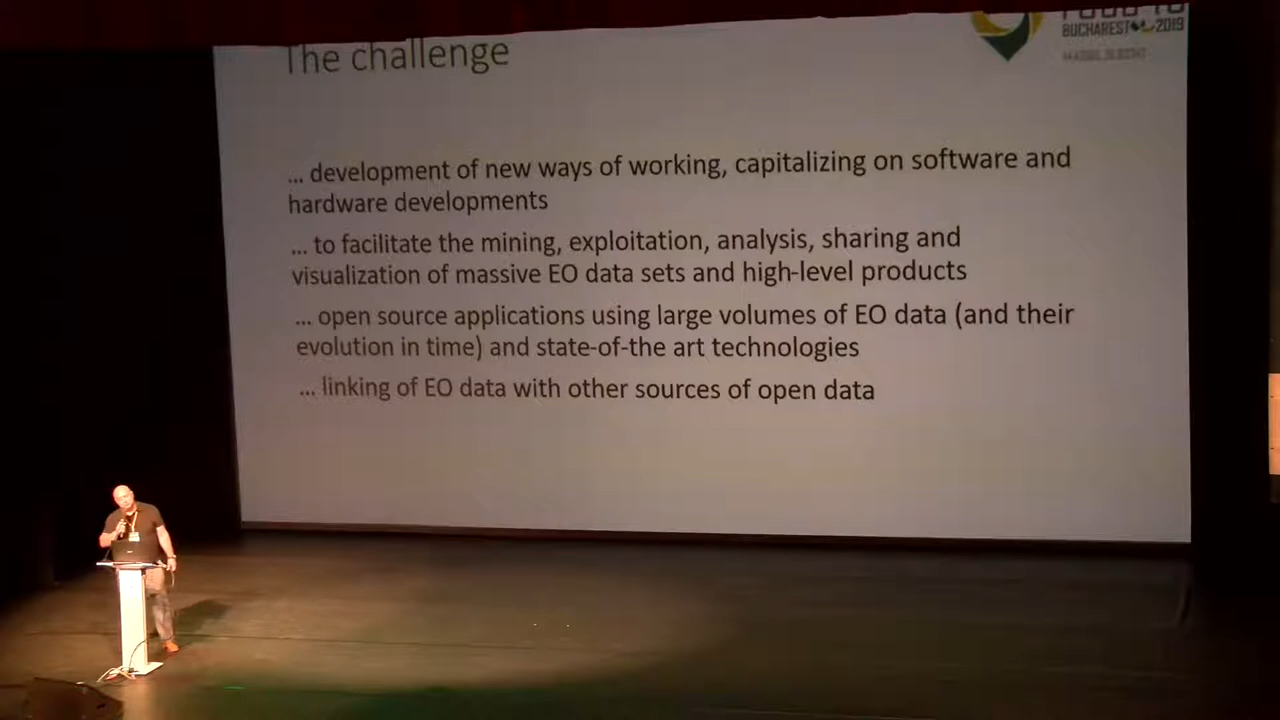 The challenge
BUCHAREST 2019
... development of new ways of working, capitalizing on software and
hardware developments
... to facilitate the mining, exploitation, analysis, sharing and
visualization of massive EO data sets and high-level products
... open source applications using large volumes of EO data (and their
evolution in time) and state-of-the art technologies
... linking of EO data with other sources of open data